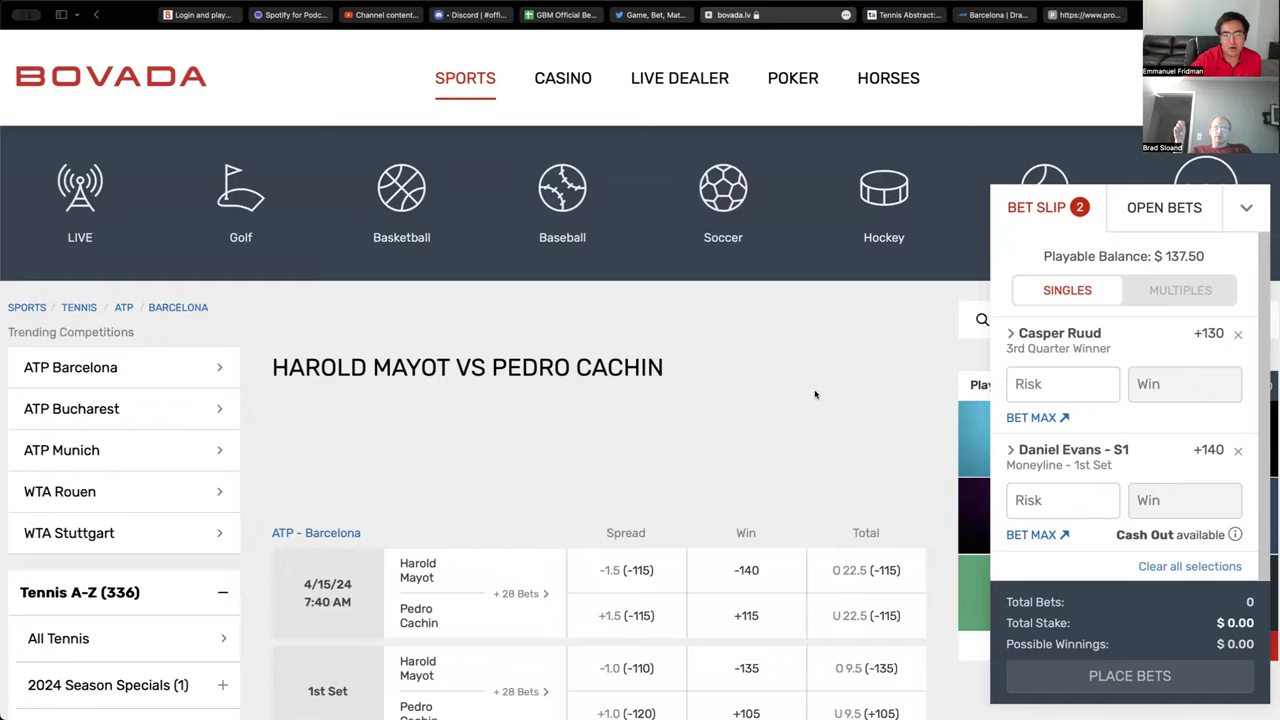 Login and play...
Spotify for Podc...
Channel content...
Discord | #offi...
GBM Official Be...
Game, Bet, Mat...
bovada.lv
Tennis Abstract:...
Barcelona | Dra...
https://www.pro...
Emmanuel Fridman
Brad Sloand
BOVADA
SPORTS
CASINO
LIVE DEALER
POKER
HORSES
LIVE
Golf
Basketball
Baseball
Soccer
Hockey
SPORTS
TENNIS
ATP
BARCELONA
Trending Competitions
ATP Barcelona
ATP Bucharest
ATP Munich
WTA Rouen
WTA Stuttgart
Tennis A-Z (336)
All Tennis
2024 Season Specials (1)
HAROLD MAYOT VS PEDRO CACHIN
ATP - Barcelona
Spread
Win
Total
4/15/24
7:40 AM
Harold
Mayot
Pedro
Cachin
+ 28 Bets
-1.5 (-115)
-140
O 22.5 (-115)
+1.5 (-115)
+115
U 22.5 (-115)
1st Set
Harold
Mayot
Pedro
+ 28 Bets
-1.0 (-110)
-135
O 9.5 (-135)
+1.0 (-120)
+105
U 9.5 (+105)
Play
BET SLIP 2
OPEN BETS
Playable Balance: $ 137.50
SINGLES
MULTIPLES
Casper Ruud
+130
3rd Quarter Winner
Risk
Win
BET MAX
Daniel Evans - S1
+140
Moneyline - 1st Set
Risk
Win
BET MAX
Cash Out available
Clear all selections
Total Bets:
0
Total Stake:
$ 0.00
Possible Winnings:
$ 0.00
PLACE BETS